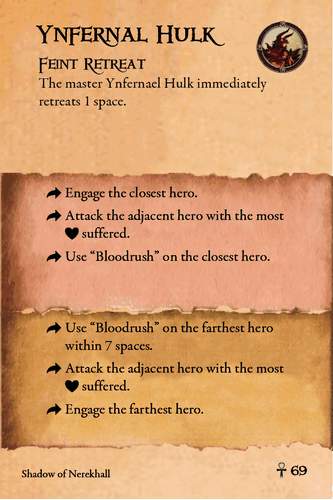 Ynfernal Hulk
Feint Retreat
The master Ynfernael Hulk immediately
retreats 1 space.
Engage the closest hero.
Attack the adjacent hero with the most
suffered.
Use “Bloodrush” on the closest hero.
Use “Bloodrush” on the farthest hero
within 7 spaces.
Attack the adjacent hero with the most
suffered.
Engage the farthest hero.
Shadow of Nerekhall
69